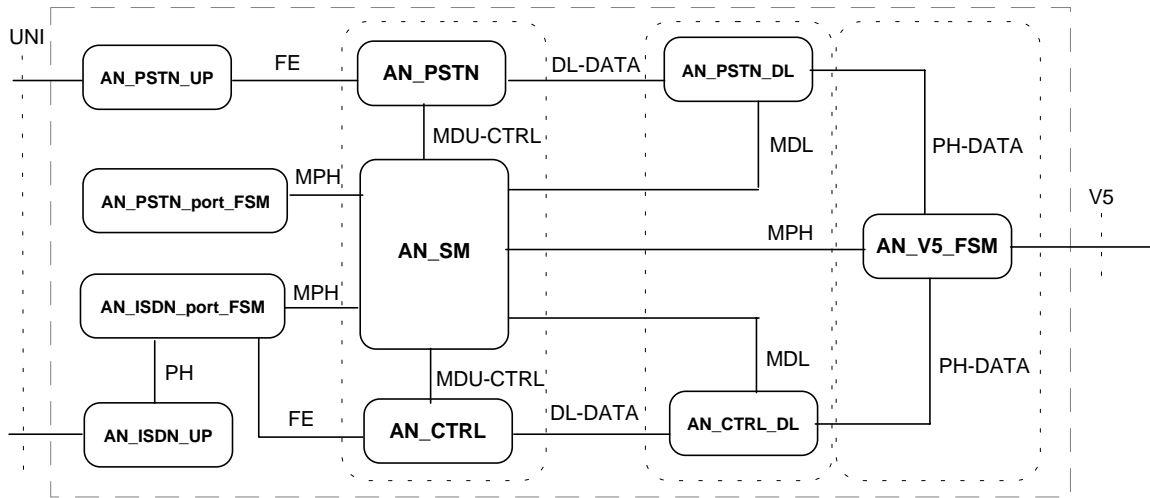 UNI
AN_PSTN_UP
FE
AN_PSTN
DL-DATA
AN_PSTN_DL
MDU-CTRL
MDL
PH-DATA
AN_PSTN_port_FSM
MPH
AN_SM
MPH
AN_V5_FSM
V5
AN_ISDN_port_FSM
MPH
PH
MDU-CTRL
MDL
PH-DATA
AN_ISDN_UP
FE
AN_CTRL
DL-DATA
AN_CTRL_DL